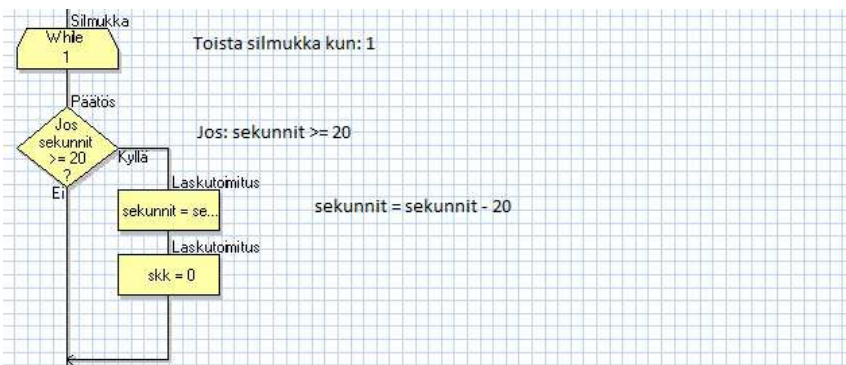 Silmukka
While
1
Toista silmukka kun: 1
Päätös
Jos
sekunnit
>= 20
?
Jos: sekunnit >= 20
Kyllä
Ei
Laskutoimitus
sekunnit = se...
sekunnit = sekunnit - 20
Laskutoimitus
skk = 0